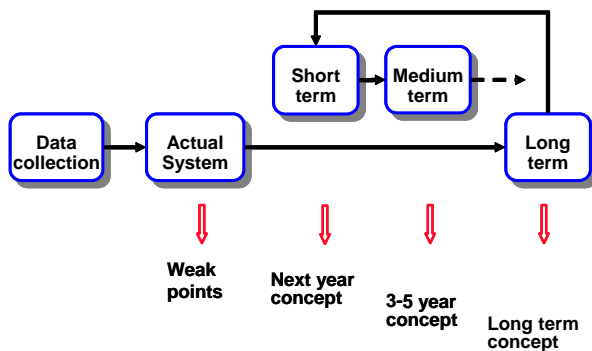 Short
term
Medium
term
Data
collection
Actual
System
Long
term
Weak
points
Next year
concept
3-5 year
concept
Long term
concept